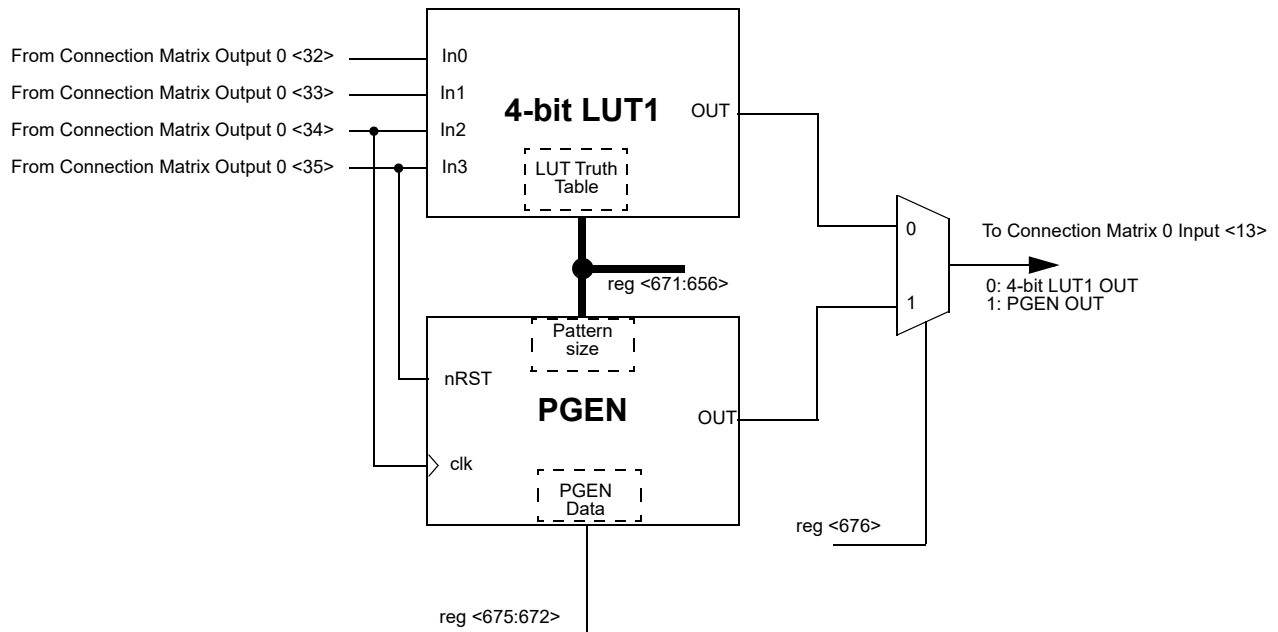 From Connection Matrix Output 0 <32>
In0
From Connection Matrix Output 0 <33>
In1
4-bit LUT1
OUT
From Connection Matrix Output 0 <34>
In2
From Connection Matrix Output 0 <35>
In3
LUT Truth
Table
0
To Connection Matrix 0 Input <13>
reg <671:656>
0: 4-bit LUT1 OUT
1: PGEN OUT
1
Pattern
size
nRST
PGEN
OUT
clk
PGEN
Data
reg <676>
reg <675:672>